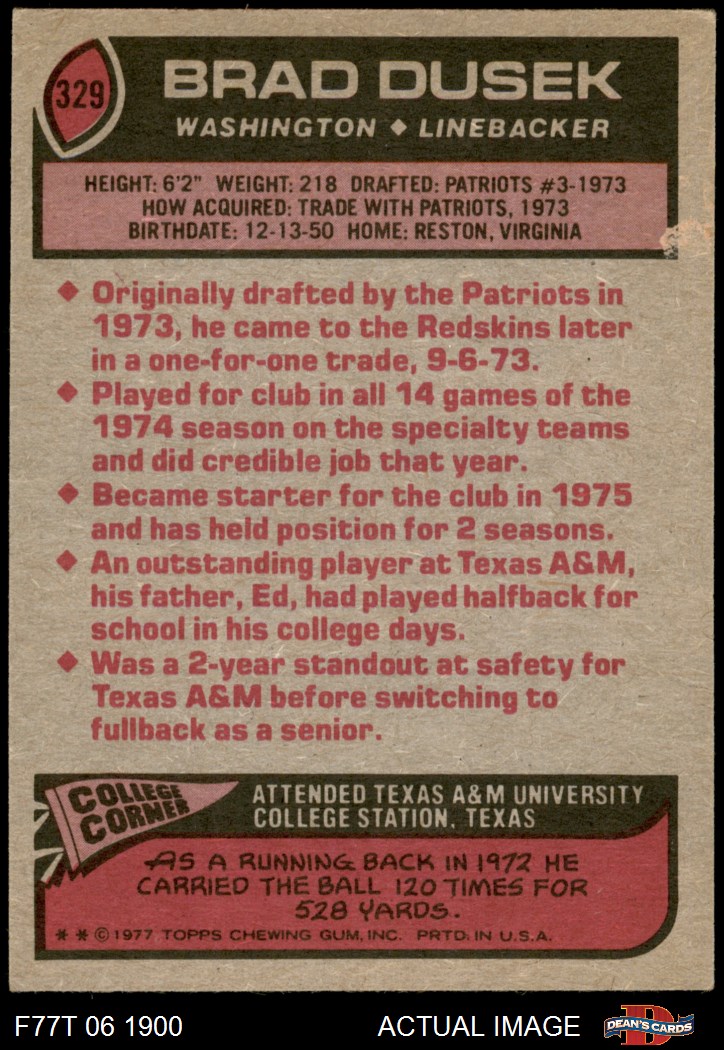 329
BRAD DUSEK
WASHINGTON ◆ LINEBACKER
HEIGHT: 6'2" WEIGHT: 218 DRAFTED: PATRIOTS #3-1973
HOW ACQUIRED: TRADE WITH PATRIOTS, 1973
BIRTHDATE: 12-13-50 HOME: RESTON, VIRGINIA
◆ Originally drafted by the Patriots in
1973, he came to the Redskins later
in a one-for-one trade, 9-6-73.
◆ Played for club in all 14 games of the
1974 season on the specialty teams
and did credible job that year.
◆ Became starter for the club in 1975
and has held position for 2 seasons.
◆ An outstanding player at Texas A&M,
his father, Ed, had played halfback for
school in his college days.
◆ Was a 2-year standout at safety for
Texas A&M before switching to
fullback as a senior.
COLLEGE
CORNER
ATTENDED TEXAS A&M UNIVERSITY
COLLEGE STATION, TEXAS
AS A RUNNING BACK IN 1972 HE
CARRIED THE BALL 120 TIMES FOR
528 YARDS.
* * © 1977 TOPPS CHEWING GUM, INC. PRTD. IN U.S.A.
F77T 06 1900
ACTUAL IMAGE
D
DEAN'S CARDS